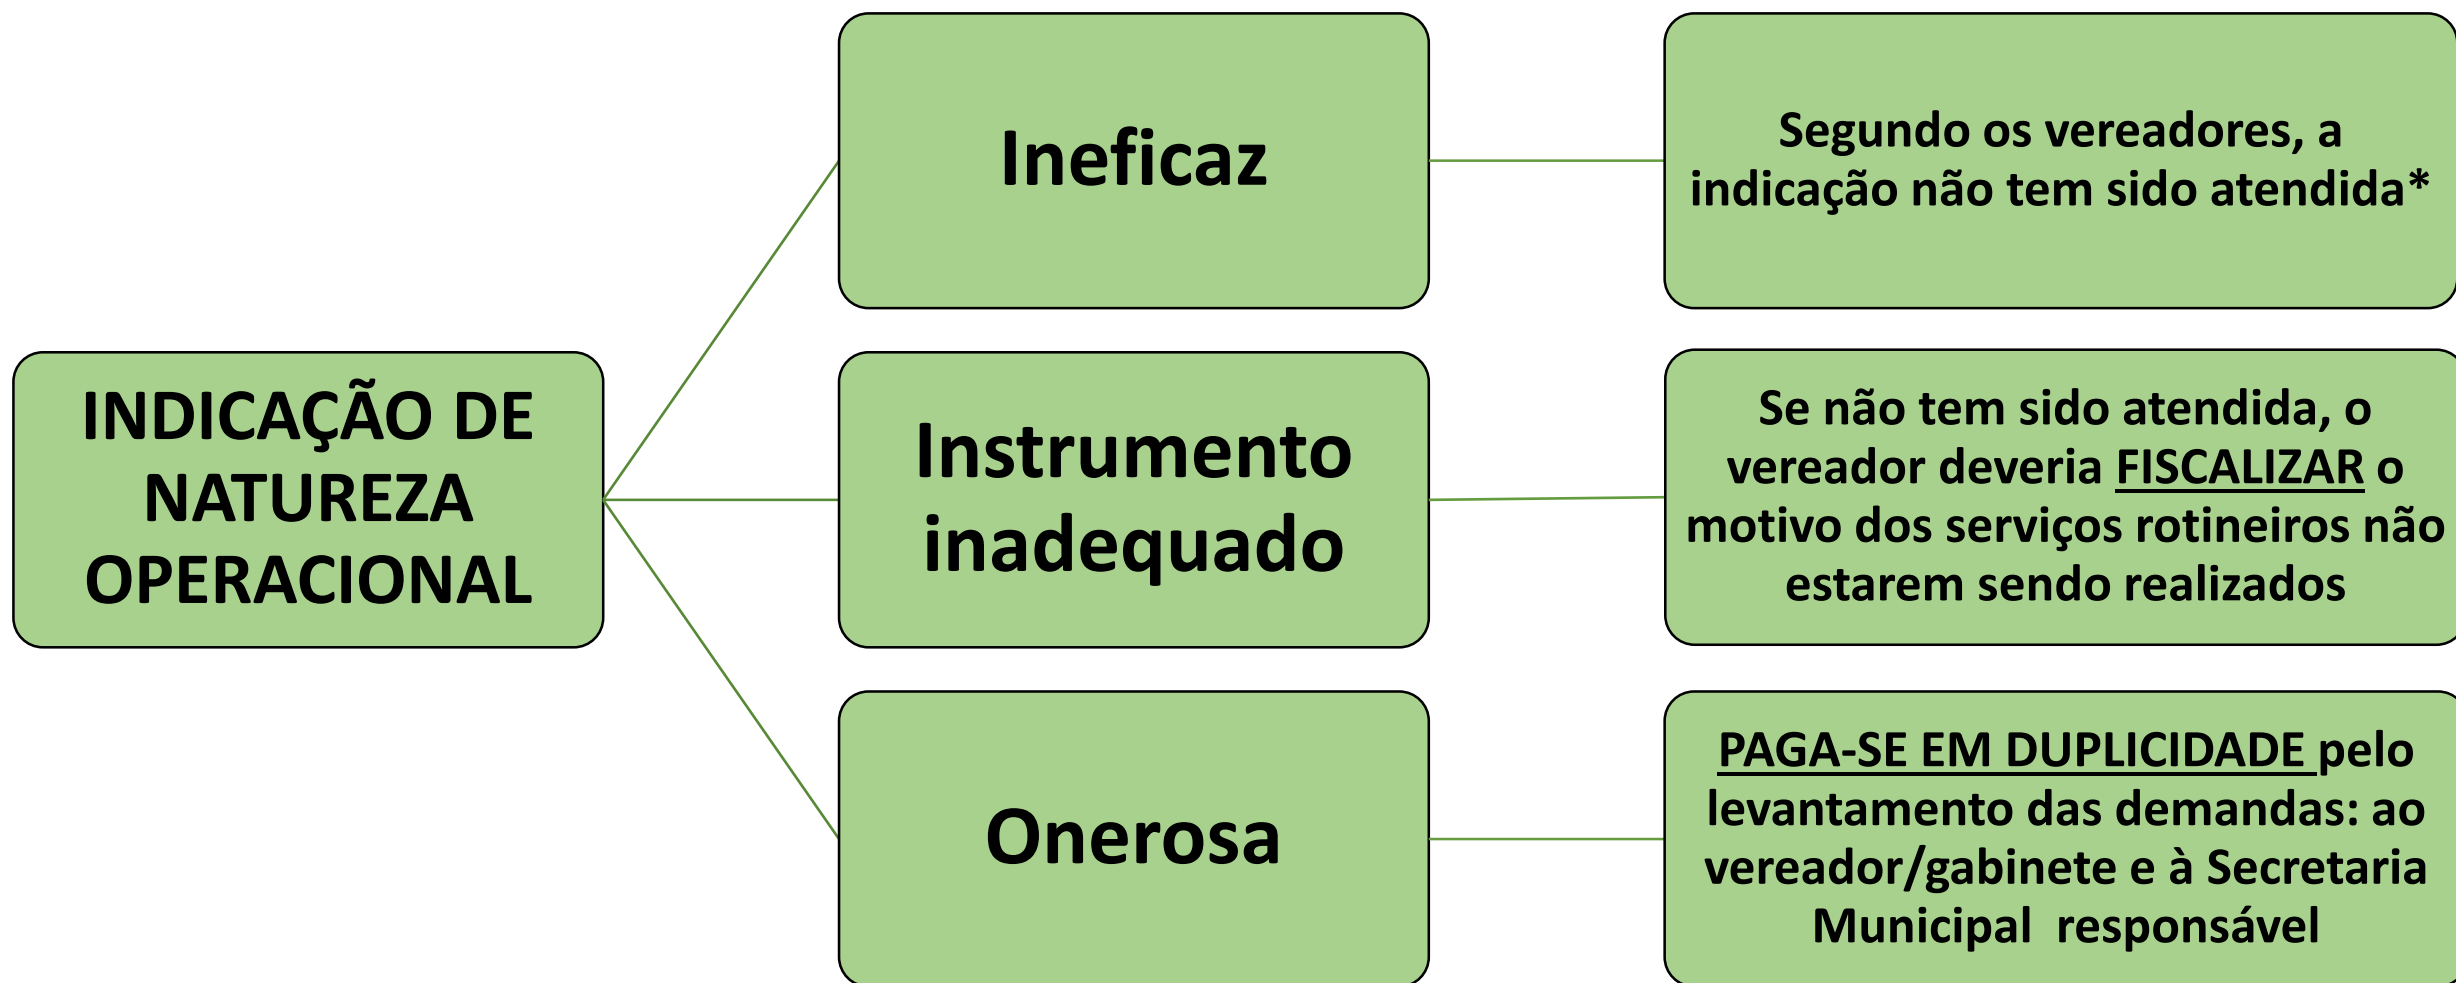 INDICAÇÃO DE
NATUREZA
OPERACIONAL
Ineficaz
Segundo os vereadores, a
indicação não tem sido atendida*
Instrumento
inadequado
Se não tem sido atendida, o
vereador deveria FISCALIZAR o
motivo dos serviços rotineiros não
estarem sendo realizados
Onerosa
PAGA-SE EM DUPLICIDADE pelo
levantamento das demandas: ao
vereador/gabinete e à Secretaria
Municipal  responsável